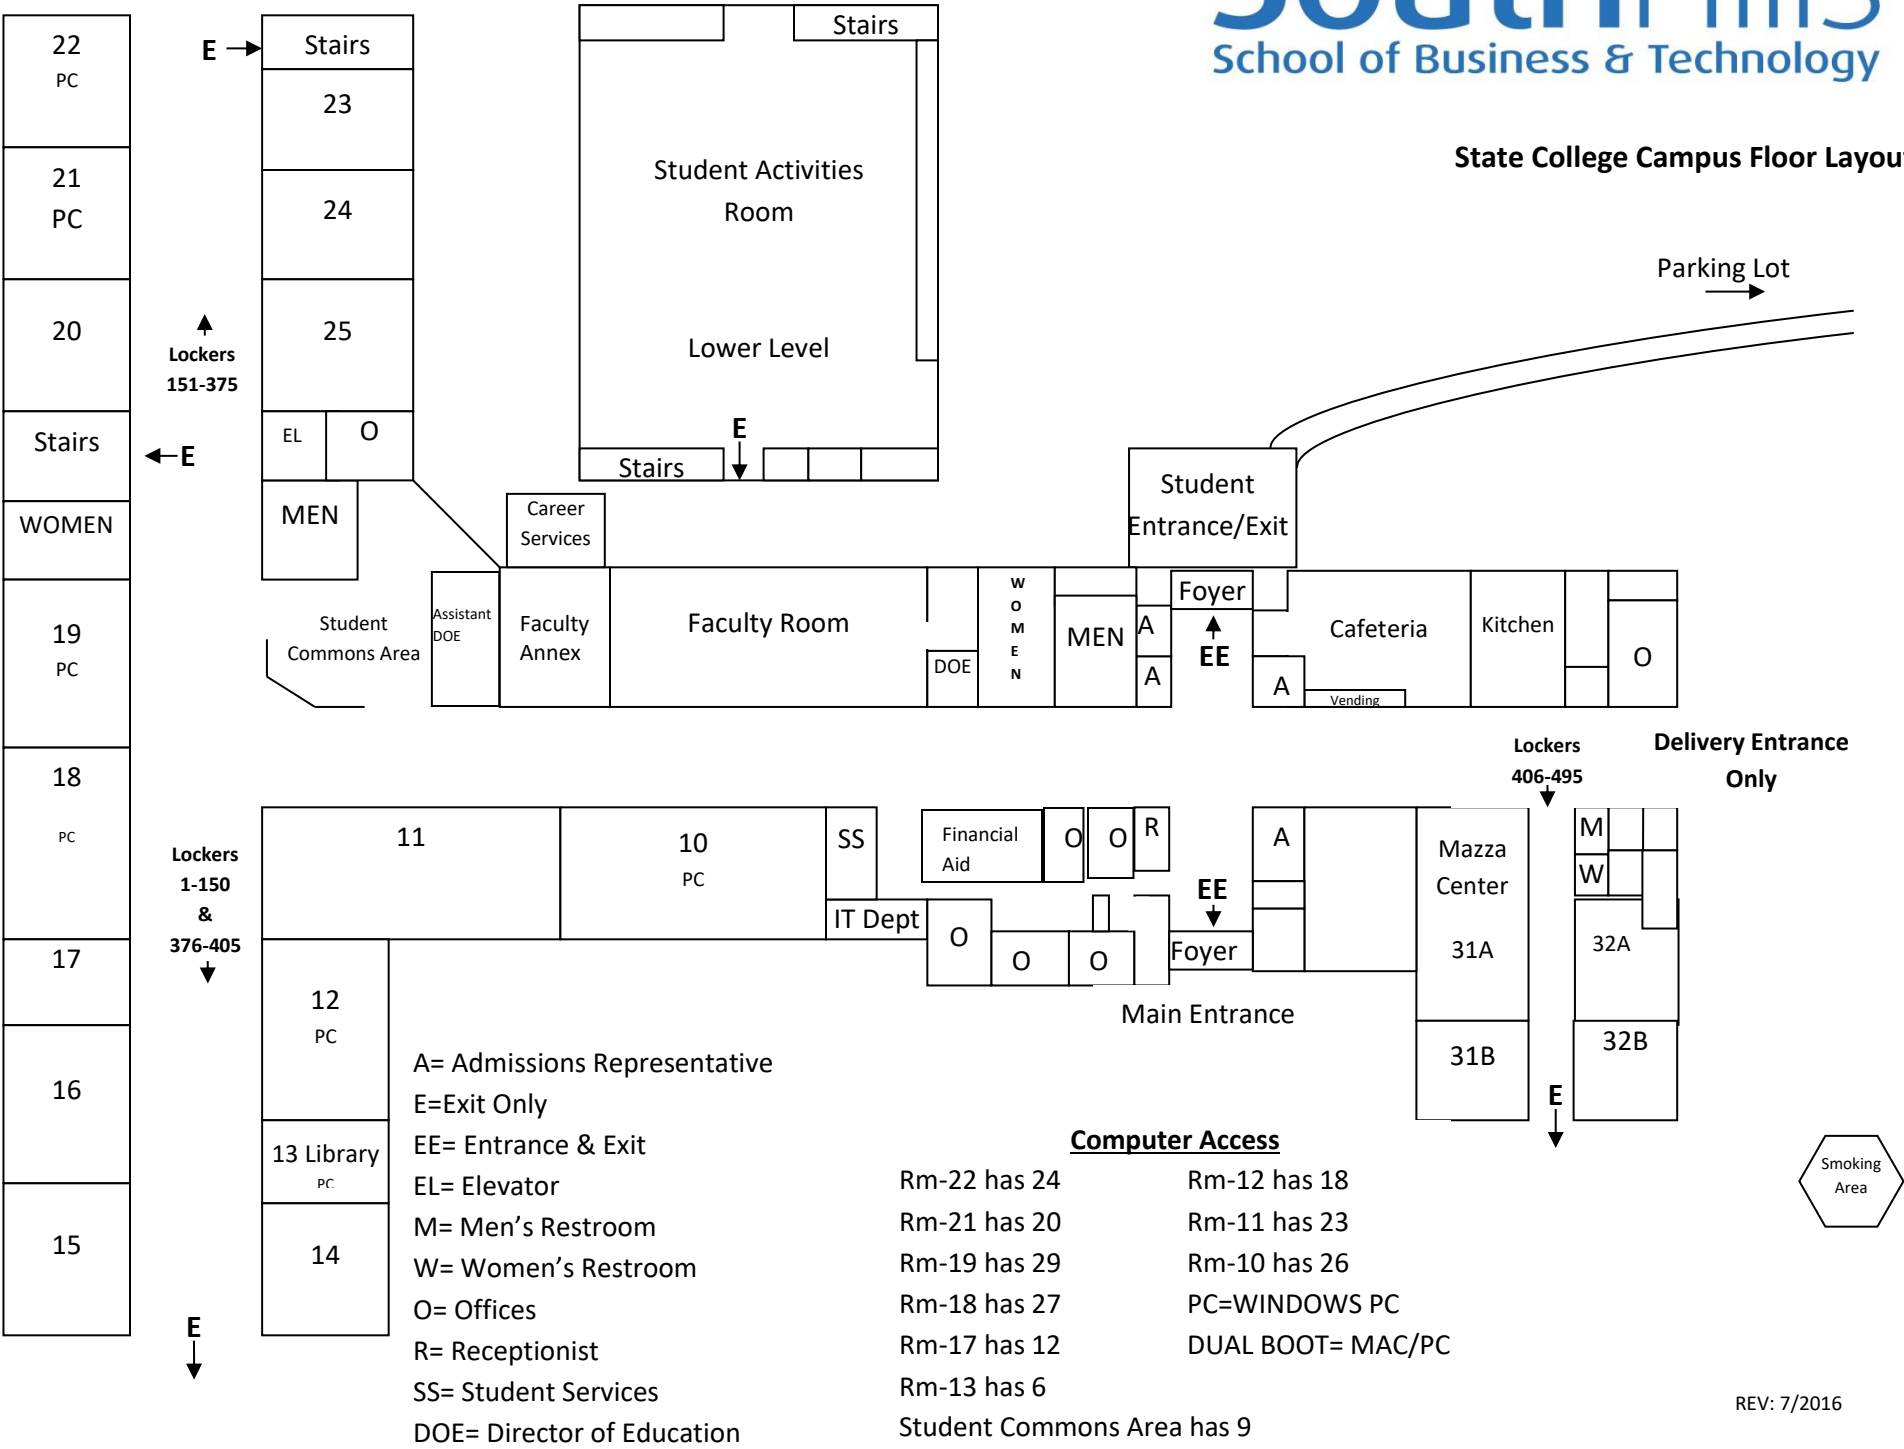 South Hills
School of Business & Technology
State College Campus Floor Layout
22
PC
21
PC
20
Stairs
WOMEN
19
PC
18
PC
17
16
15
E
Stairs
23
24
25
EL
O
MEN
Lockers
151-375
E
Stairs
Student Activities
Room
Lower Level
E
Stairs
Parking Lot
Student
Entrance/Exit
Career
Services
Student
Commons Area
Assistant
DOE
Faculty
Annex
Faculty Room
DOE
W
O
M
E
N
MEN
A
A
Foyer
EE
A
Cafeteria
Vending
Kitchen
O
Lockers
406-495
Delivery Entrance
Only
Lockers
1-150
&
376-405
E
11
10
PC
SS
IT Dept
Financial
Aid
O
O
R
O
O
O
EE
Foyer
A
Main Entrance
Mazza
Center
31A
31B
M
W
32A
32B
E
12
PC
13 Library
PC
14
A= Admissions Representative
E=Exit Only
EE= Entrance & Exit
EL= Elevator
M= Men’s Restroom
W= Women’s Restroom
O= Offices
R= Receptionist
SS= Student Services
DOE= Director of Education
Computer Access
Rm-22 has 24
Rm-21 has 20
Rm-19 has 29
Rm-18 has 27
Rm-17 has 12
Rm-13 has 6
Student Commons Area has 9
Rm-12 has 18
Rm-11 has 23
Rm-10 has 26
PC=WINDOWS PC
DUAL BOOT= MAC/PC
Smoking
Area
REV: 7/2016